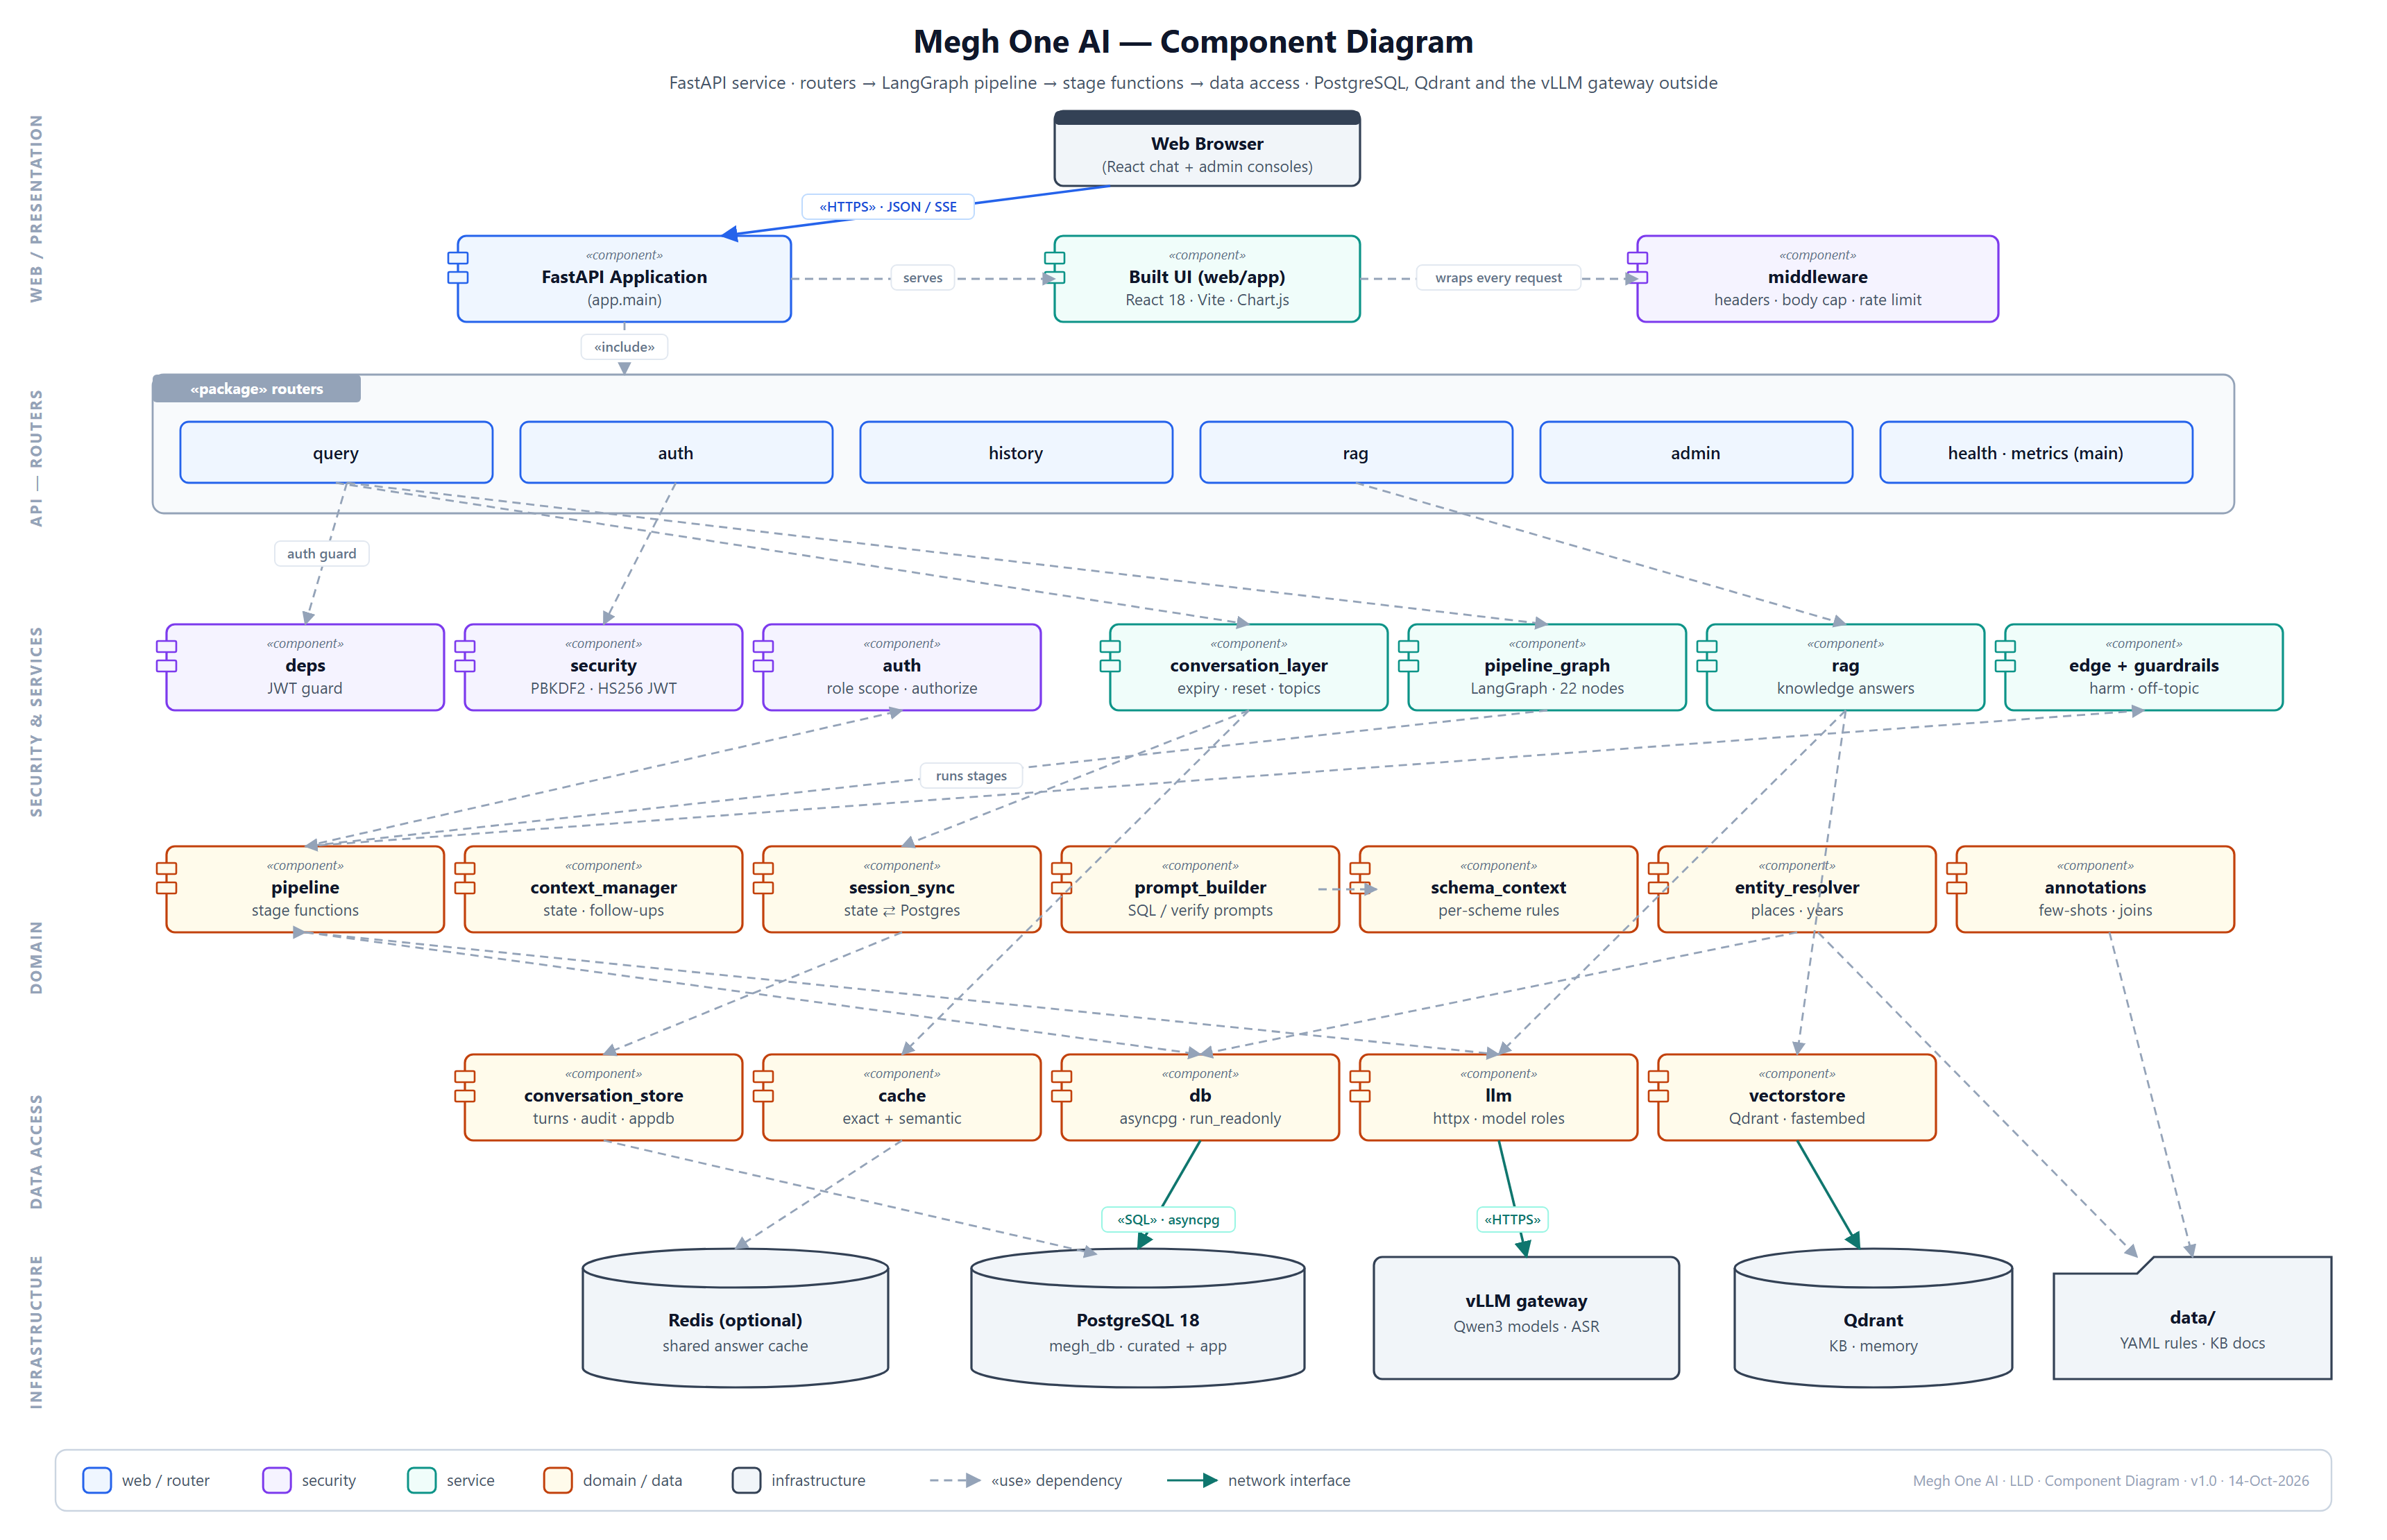 Megh One AI — Component Diagram
FastAPI service · routers → LangGraph pipeline → stage functions → data access · PostgreSQL, Qdrant and the vLLM gateway outside
WEB / PRESENTATION
Web Browser
(React chat + admin consoles)
«HTTPS» · JSON / SSE
«component»
FastAPI Application
(app.main)
serves
«component»
Built UI (web/app)
React 18 · Vite · Chart.js
wraps every request
«component»
middleware
headers · body cap · rate limit
«include»
API — ROUTERS
«package» routers
query
auth
history
rag
admin
health · metrics (main)
auth guard
SECURITY & SERVICES
«component»
deps
JWT guard
«component»
security
PBKDF2 · HS256 JWT
«component»
auth
role scope · authorize
«component»
conversation_layer
expiry · reset · topics
«component»
pipeline_graph
LangGraph · 22 nodes
«component»
rag
knowledge answers
«component»
edge + guardrails
harm · off-topic
runs stages
DOMAIN
«component»
pipeline
stage functions
«component»
context_manager
state · follow-ups
«component»
session_sync
state ⇄ Postgres
«component»
prompt_builder
SQL / verify prompts
«component»
schema_context
per-scheme rules
«component»
entity_resolver
places · years
«component»
annotations
few-shots · joins
DATA ACCESS
«component»
conversation_store
turns · audit · appdb
«component»
cache
exact + semantic
«component»
db
asyncpg · run_readonly
«component»
llm
httpx · model roles
«component»
vectorstore
Qdrant · fastembed
«SQL» · asyncpg
«HTTPS»
INFRASTRUCTURE
Redis (optional)
shared answer cache
PostgreSQL 18
megh_db · curated + app
vLLM gateway
Qwen3 models · ASR
Qdrant
KB · memory
data/
YAML rules · KB docs
web / router
security
service
domain / data
infrastructure
«use» dependency
network interface
Megh One AI · LLD · Component Diagram · v1.0 · 14-Oct-2026